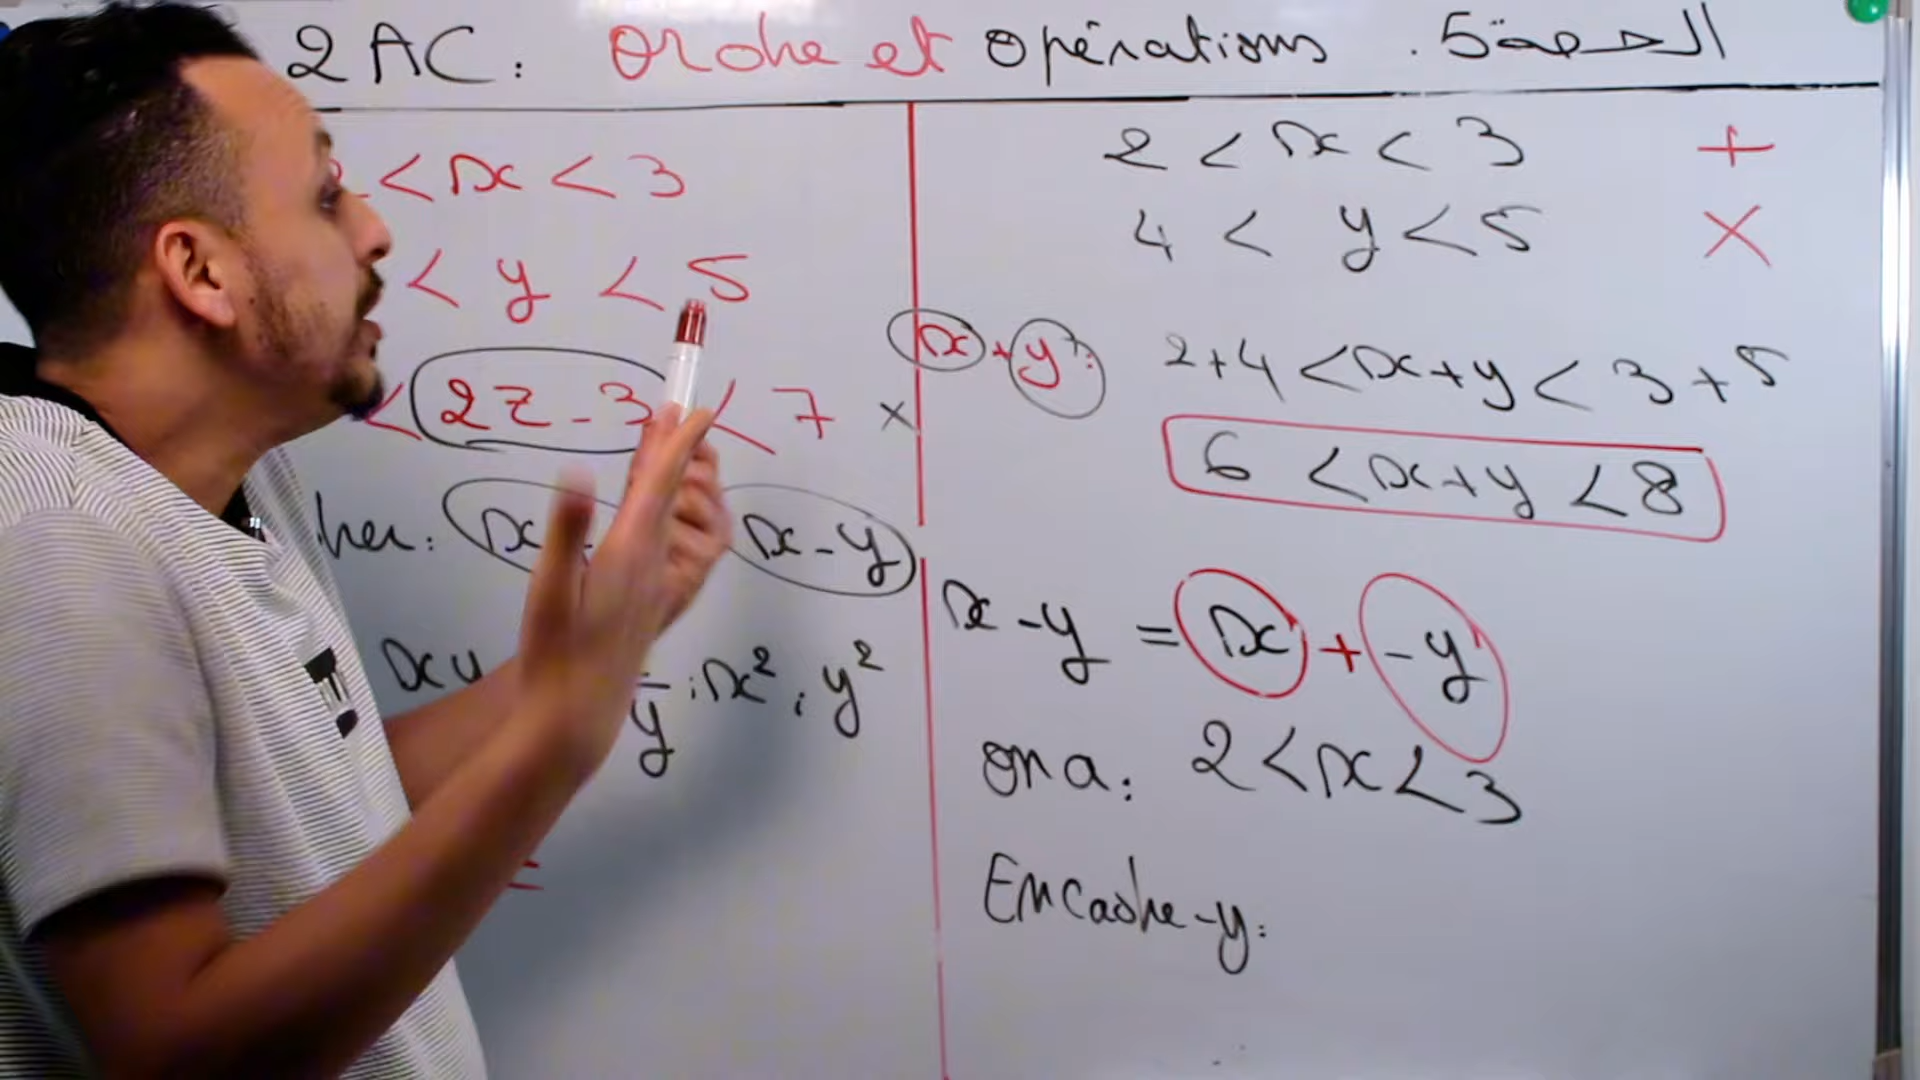 2AC: Ordre et Opérations . الحصة 5
< x < 3
< y < 5
< 2z - 3 < 7 ×
x - y
xy
y ; x² ; y²
=
2 < x < 3 +
4 < y < 5 ×
x + y : 2+4 < x+y < 3+5
6 < x+y < 8
x - y = x + -y
on a: 2 < x < 3
Encadre -y: